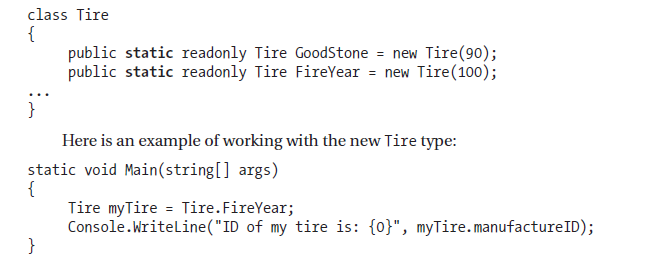 class Tire
{
public static readonly Tire GoodStone = new Tire(90);
public static readonly Tire FireYear = new Tire(100);
...
}
Here is an example of working with the new Tire type:
static void Main(string[] args)
{
Tire myTire = Tire.FireYear;
Console.WriteLine("ID of my tire is: {0}", myTire.manufactureID);
}